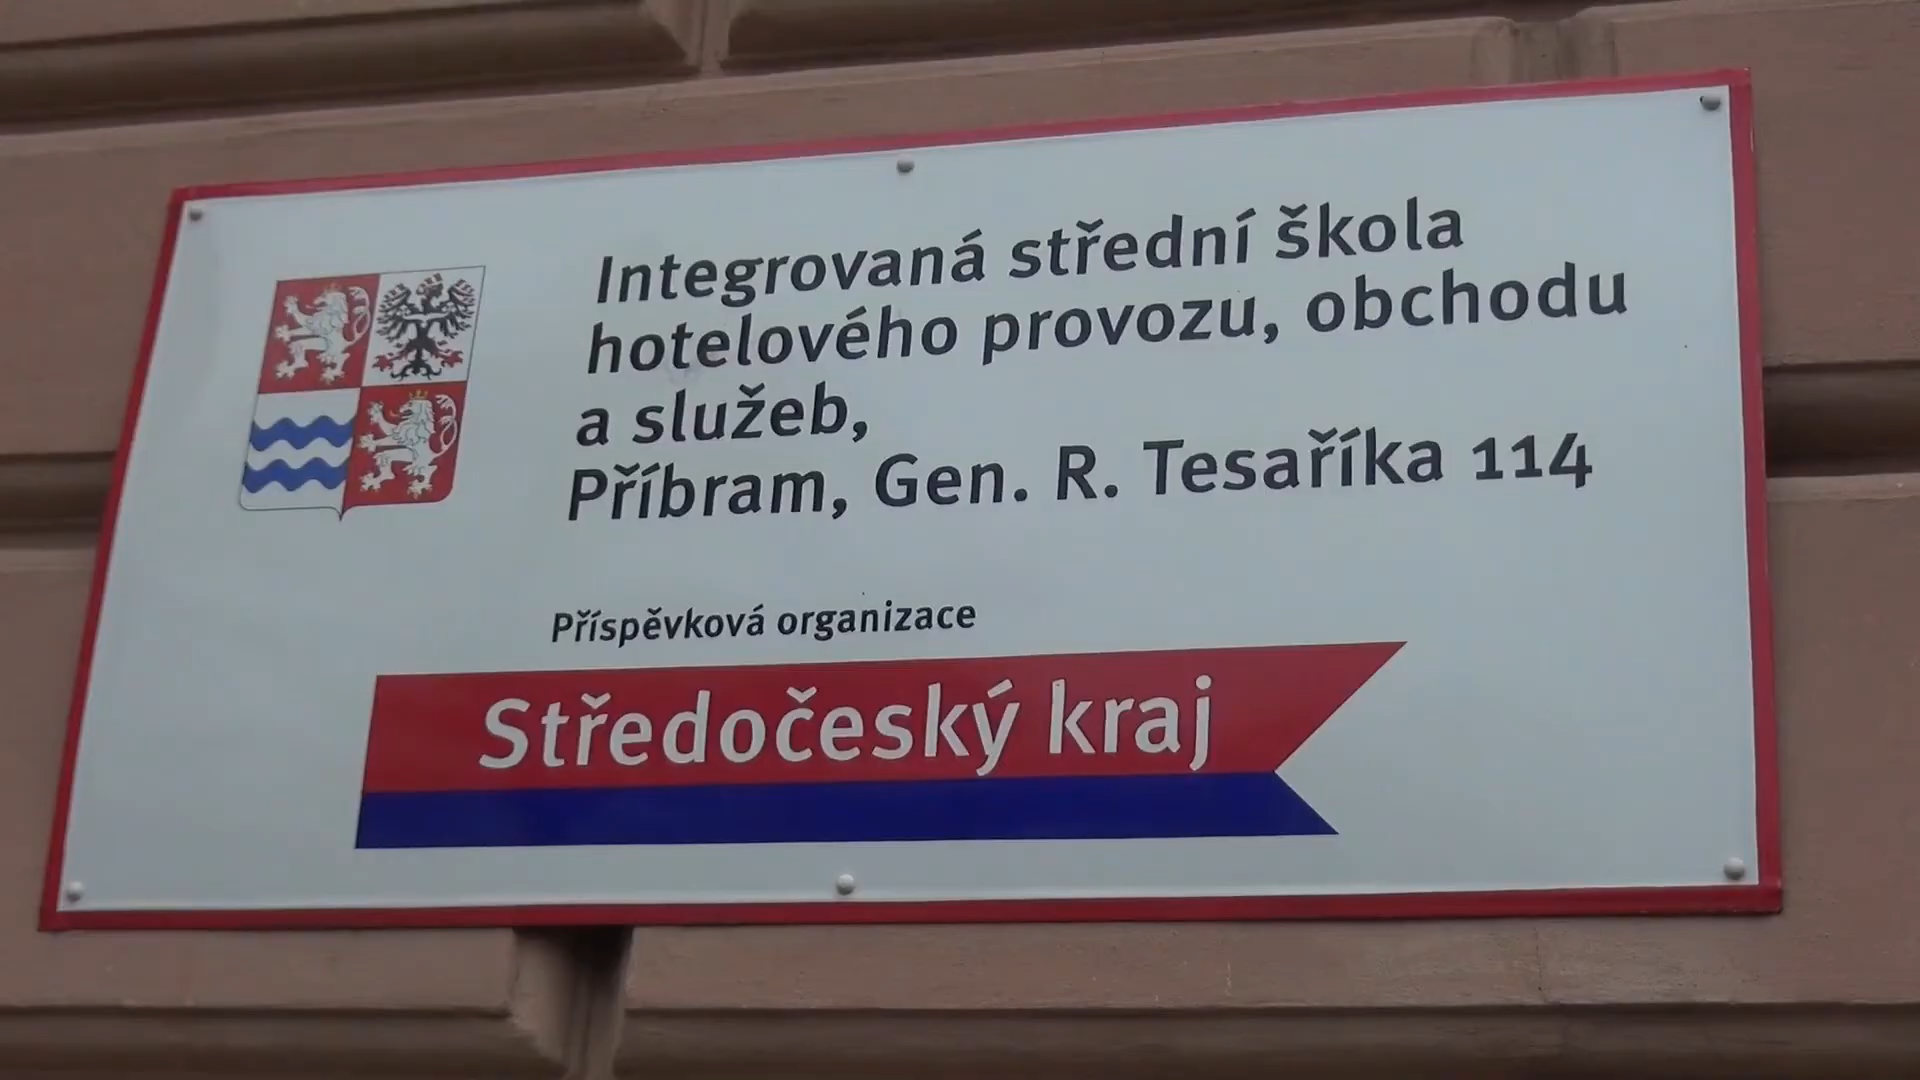 Integrovaná střední škola
hotelového provozu, obchodu
a služeb,
Příbram, Gen. R. Tesaříka 114
Příspěvková organizace
Středočeský kraj